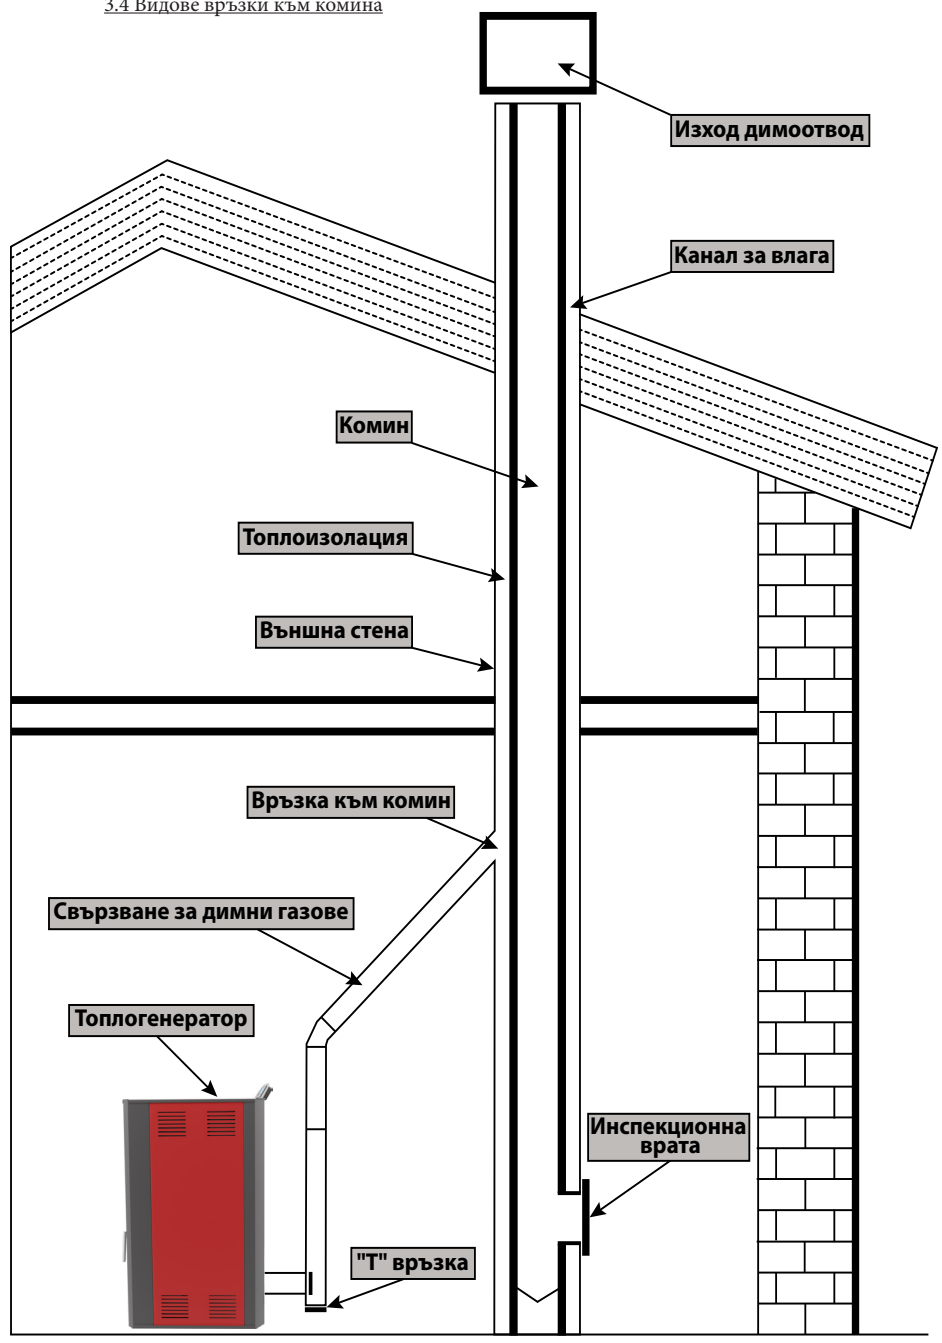 3.4 Видове връзки към комина
Изход димоотвод
Канал за влага
Комин
Топлоизолация
Външна стена
Връзка към комин
Свързване за димни газове
Топлогенератор
Инспекционна
врата
"Т" връзка